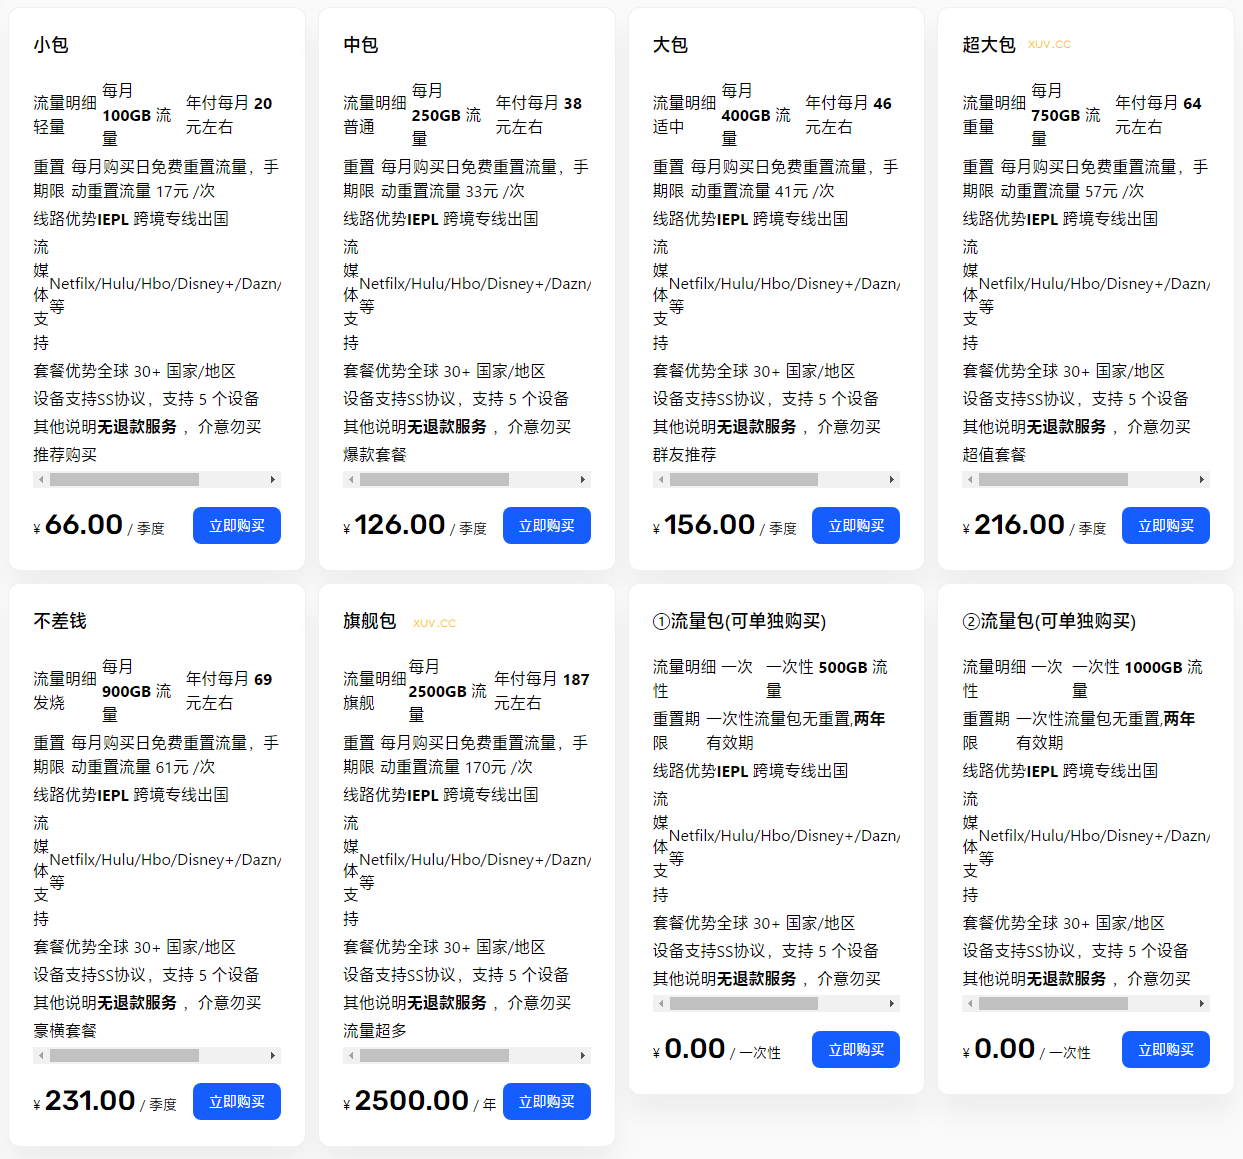 小包
流量明细 每月 年付每月 20
轻量 100GB 流 元左右
量
重置 每月购买日免费重置流量，手
期限 动重置流量 17元 /次
线路优势IEPL 跨境专线出国
流
媒 Netfilx/Hulu/Hbo/Disney+/Dazn/
体 等
支
持
套餐优势全球 30+ 国家/地区
设备支持SS协议，支持 5 个设备
其他说明无退款服务 ，介意勿买
推荐购买
¥ 66.00 / 季度 立即购买
中包
流量明细 每月 年付每月 38
普通 250GB 流 元左右
量
重置 每月购买日免费重置流量，手
期限 动重置流量 33元 /次
线路优势IEPL 跨境专线出国
流
媒 Netfilx/Hulu/Hbo/Disney+/Dazn/
体 等
支
持
套餐优势全球 30+ 国家/地区
设备支持SS协议，支持 5 个设备
其他说明无退款服务 ，介意勿买
爆款套餐
¥ 126.00 / 季度 立即购买
大包
流量明细 每月 年付每月 46
适中 400GB 流 元左右
量
重置 每月购买日免费重置流量，手
期限 动重置流量 41元 /次
线路优势IEPL 跨境专线出国
流
媒 Netfilx/Hulu/Hbo/Disney+/Dazn/
体 等
支
持
套餐优势全球 30+ 国家/地区
设备支持SS协议，支持 5 个设备
其他说明无退款服务 ，介意勿买
群友推荐
¥ 156.00 / 季度 立即购买
超大包 XUV.CC
流量明细 每月 年付每月 64
重量 750GB 流 元左右
量
重置 每月购买日免费重置流量，手
期限 动重置流量 57元 /次
线路优势IEPL 跨境专线出国
流
媒 Netfilx/Hulu/Hbo/Disney+/Dazn/
体 等
支
持
套餐优势全球 30+ 国家/地区
设备支持SS协议，支持 5 个设备
其他说明无退款服务 ，介意勿买
超值套餐
¥ 216.00 / 季度 立即购买
不差钱
流量明细 每月 年付每月 69
发烧 900GB 流 元左右
量
重置 每月购买日免费重置流量，手
期限 动重置流量 61元 /次
线路优势IEPL 跨境专线出国
流
媒 Netfilx/Hulu/Hbo/Disney+/Dazn/
体 等
支
持
套餐优势全球 30+ 国家/地区
设备支持SS协议，支持 5 个设备
其他说明无退款服务 ，介意勿买
豪横套餐
¥ 231.00 / 季度 立即购买
旗舰包 XUV.CC
流量明细 每月 年付每月 187
旗舰 2500GB 流 元左右
量
重置 每月购买日免费重置流量，手
期限 动重置流量 170元 /次
线路优势IEPL 跨境专线出国
流
媒 Netfilx/Hulu/Hbo/Disney+/Dazn/
体 等
支
持
套餐优势全球 30+ 国家/地区
设备支持SS协议，支持 5 个设备
其他说明无退款服务 ，介意勿买
流量超多
¥ 2500.00 / 年 立即购买
①流量包(可单独购买)
流量明细 一次 一次性 500GB 流
性 量
重置期 一次性流量包无重置,两年
限 有效期
线路优势IEPL 跨境专线出国
流
媒 Netfilx/Hulu/Hbo/Disney+/Dazn/
体 等
支
持
套餐优势全球 30+ 国家/地区
设备支持SS协议，支持 5 个设备
其他说明无退款服务 ，介意勿买
¥ 0.00 / 一次性 立即购买
②流量包(可单独购买)
流量明细 一次 一次性 1000GB 流
性 量
重置期 一次性流量包无重置,两年
限 有效期
线路优势IEPL 跨境专线出国
流
媒 Netfilx/Hulu/Hbo/Disney+/Dazn/
体 等
支
持
套餐优势全球 30+ 国家/地区
设备支持SS协议，支持 5 个设备
其他说明无退款服务 ，介意勿买
¥ 0.00 / 一次性 立即购买